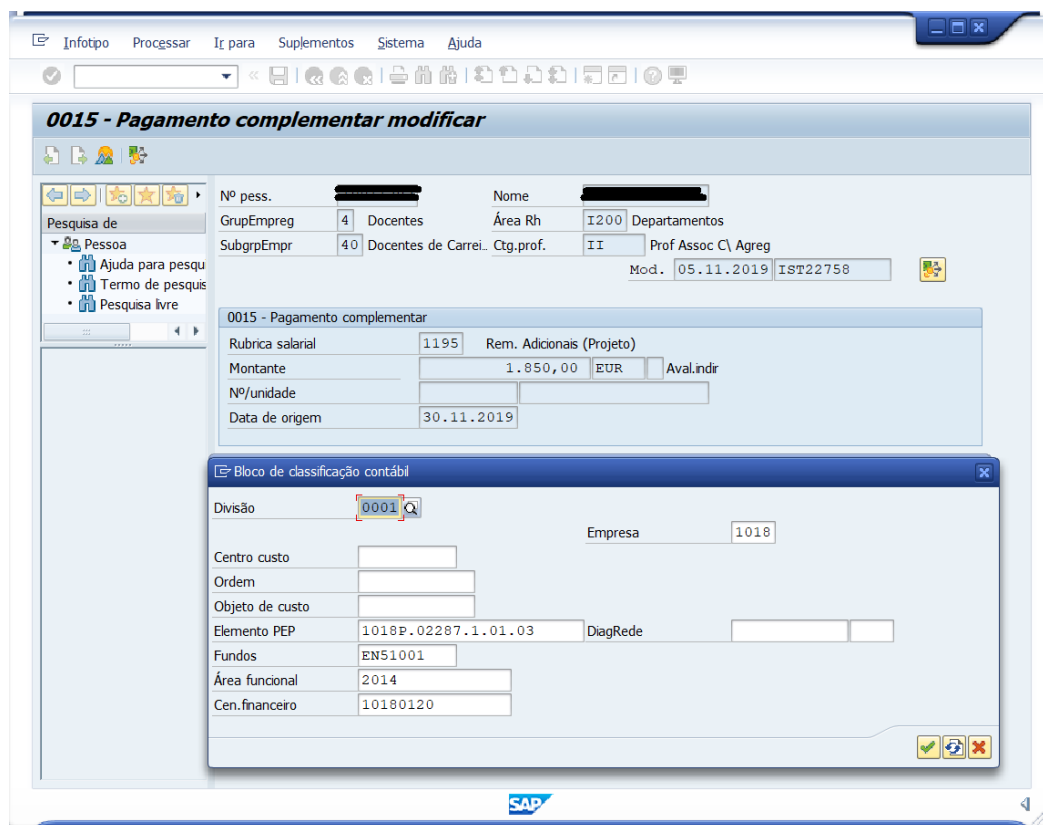 Infotipo Processar Ir para Suplementos Sistema Ajuda
0015 - Pagamento complementar modificar
Pesquisa de
Pessoa
Ajuda para pesqu
Termo de pesquis
Pesquisa livre
Nº pess. Nome
GrupEmpreg 4 Docentes Área Rh I200 Departamentos
SubgrpEmpr 40 Docentes de Carrei.. Ctg.prof. II Prof Assoc C\ Agreg
Mod. 05.11.2019 IST22758
0015 - Pagamento complementar
Rubrica salarial 1195 Rem. Adicionais (Projeto)
Montante 1.850,00 EUR Aval.indir
Nº/unidade
Data de origem 30.11.2019
Bloco de classificação contábil
Divisão 0001
Empresa 1018
Centro custo
Ordem
Objeto de custo
Elemento PEP 1018P.02287.1.01.03 DiagRede
Fundos EN51001
Área funcional 2014
Cen.financeiro 10180120
SAP